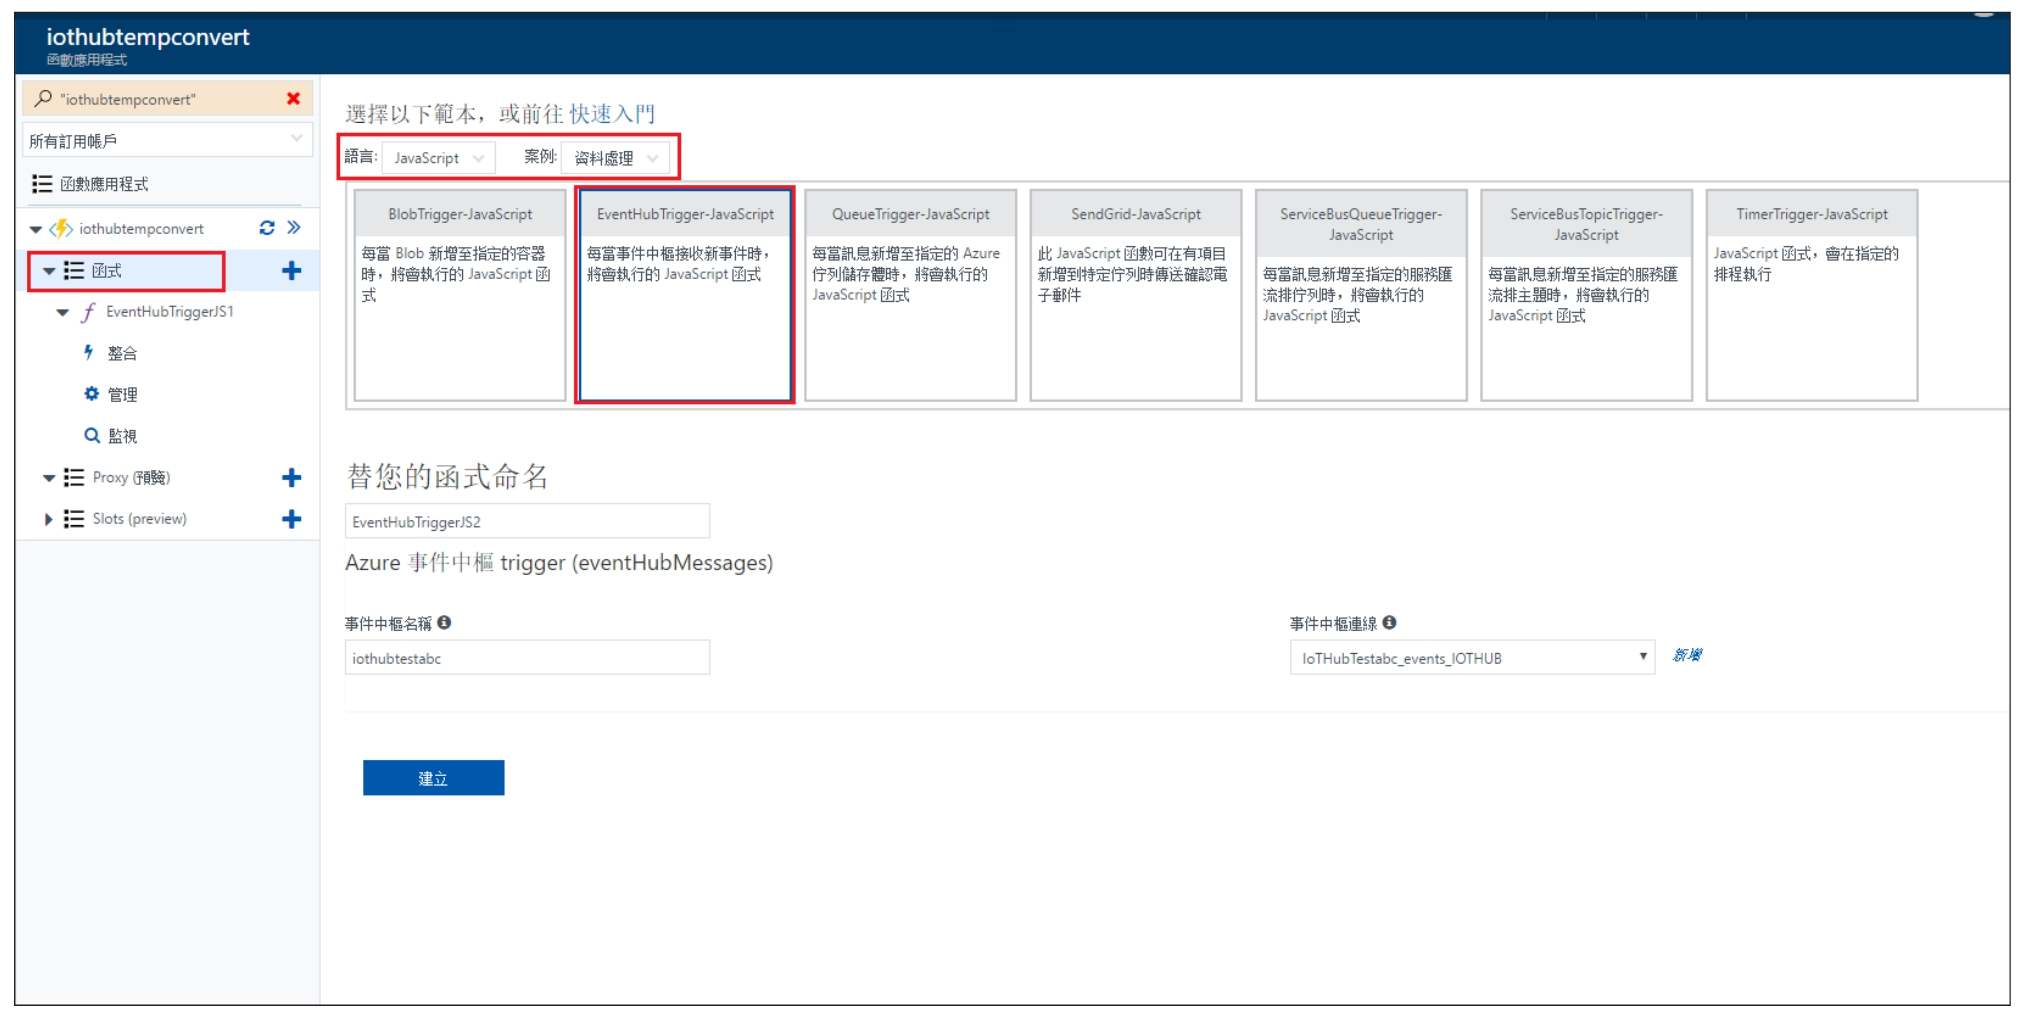 iothubtempconvert
函數應用程式
"iothubtempconvert"
所有訂用帳戶
函數應用程式
iothubtempconvert
函式
EventHubTriggerJS1
整合
管理
監視
Proxy (預覽)
Slots (preview)
選擇以下範本，或前往 快速入門
語言: JavaScript 案例: 資料處理
BlobTrigger-JavaScript
每當 Blob 新增至指定的容器
時，將會執行的 JavaScript 函
式
EventHubTrigger-JavaScript
每當事件中樞接收新事件時，
將會執行的 JavaScript 函式
QueueTrigger-JavaScript
每當訊息新增至指定的 Azure
佇列儲存體時，將會執行的
JavaScript 函式
SendGrid-JavaScript
此 JavaScript 函數可在有項目
新增到特定佇列時傳送確認電
子郵件
ServiceBusQueueTrigger-
JavaScript
每當訊息新增至指定的服務匯
流排佇列時，將會執行的
JavaScript 函式
ServiceBusTopicTrigger-
JavaScript
每當訊息新增至指定的服務匯
流排主題時，將會執行的
JavaScript 函式
TimerTrigger-JavaScript
JavaScript 函式，會在指定的
排程執行
替您的函式命名
EventHubTriggerJS2
Azure 事件中樞 trigger (eventHubMessages)
事件中樞名稱
iothubtestabc
事件中樞連線
IoTHubTestabc_events_IOTHUB 新增
建立